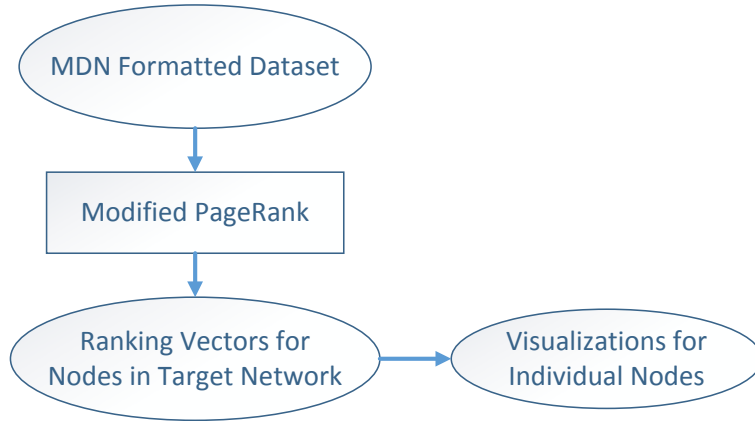 MDN Formatted Dataset
Modified PageRank
Ranking Vectors for
Nodes in Target Network
Visualizations for
Individual Nodes